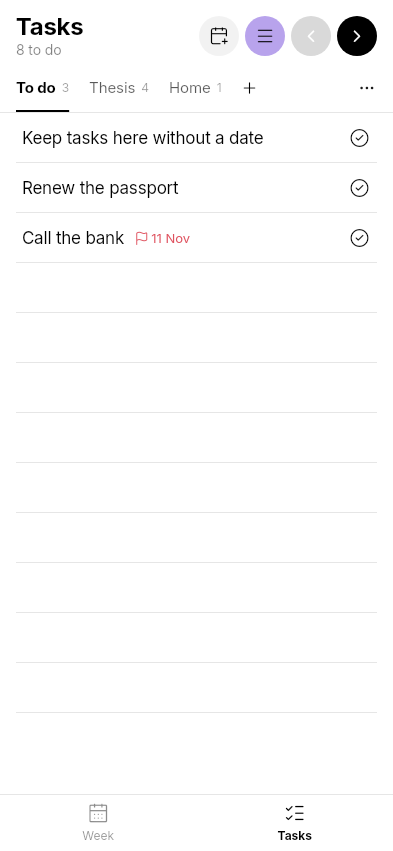 Tasks
8 to do
To do 3 Thesis 4 Home 1
Keep tasks here without a date
Renew the passport
Call the bank 11 Nov
Week Tasks